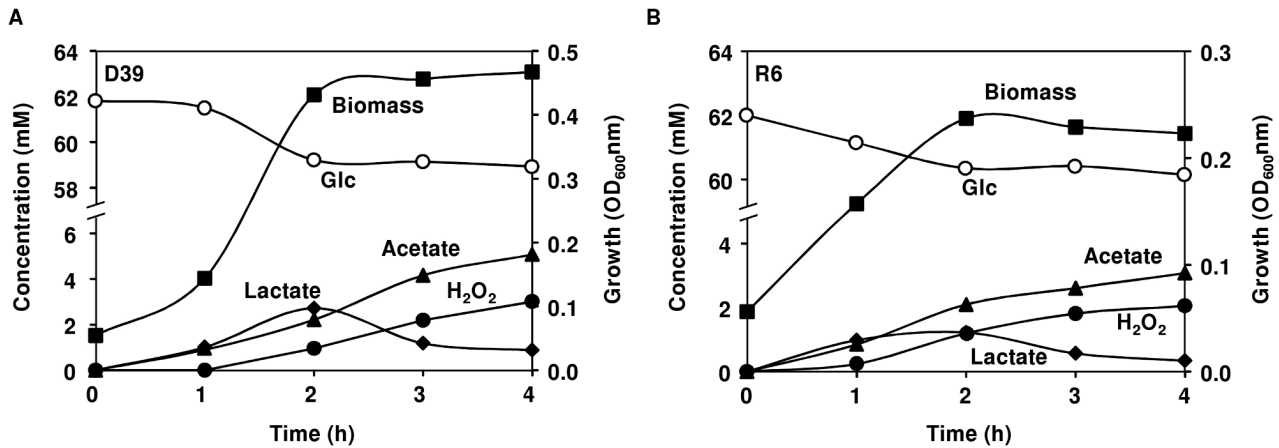 A
D39
Concentration (mM)
64
62
60
58
6
4
2
0
Biomass
Glc
Acetate
Lactate
H₂O₂
0.5
0.4
0.3
0.2
0.1
0.0
Growth (OD₆₀₀nm)
0 1 2 3 4
Time (h)
B
R6
Concentration (mM)
64
62
60
4
2
0
Biomass
Glc
Acetate
H₂O₂
Lactate
0.3
0.2
0.1
0.0
Growth (OD₆₀₀nm)
0 1 2 3 4
Time (h)